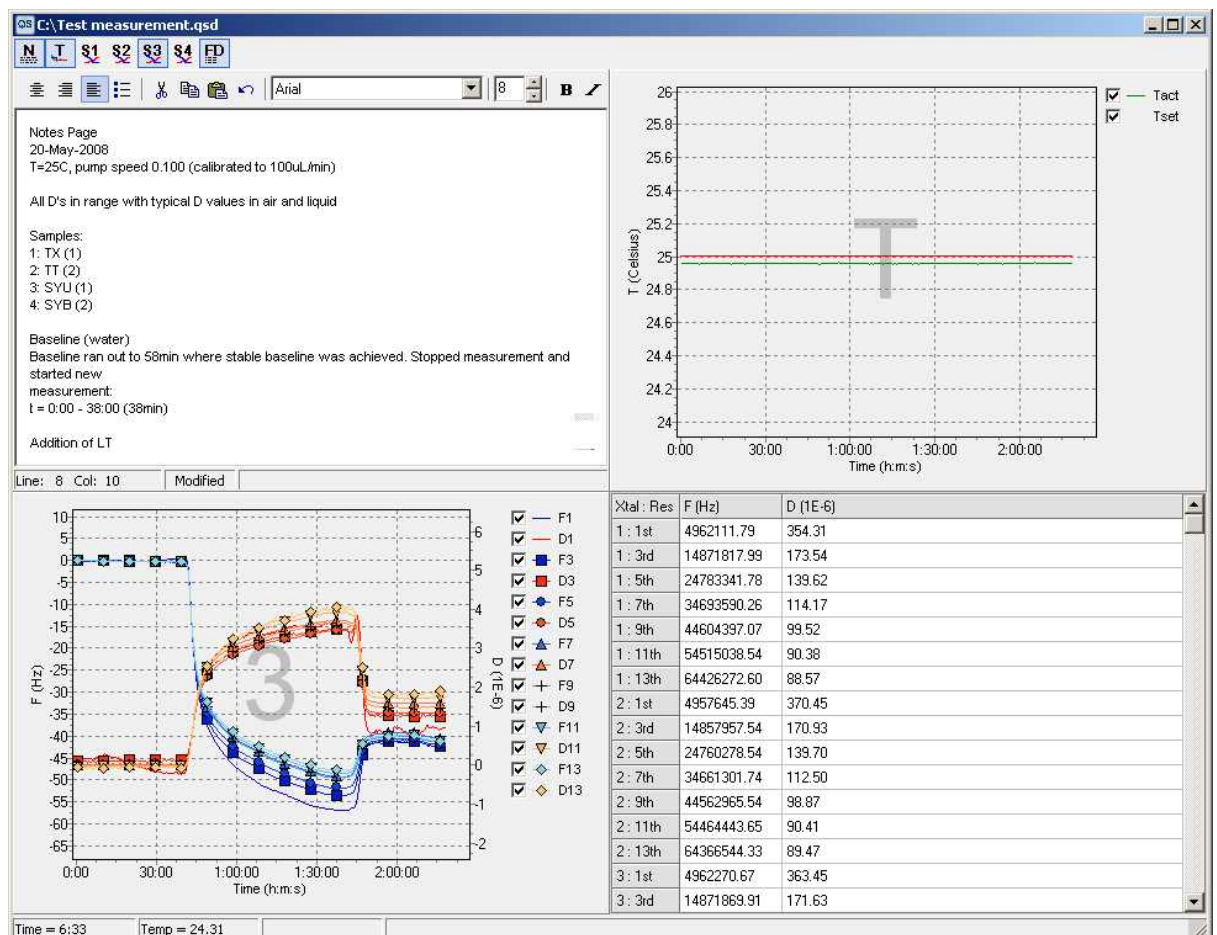 QS C:\Test measurement.qsd
N T S1 S2 S3 S4 FD
Arial 8 B I
Notes Page
20-May-2008
T=25C, pump speed 0.100 (calibrated to 100uL/min)
All D's in range with typical D values in air and liquid
Samples:
1: TX (1)
2: TT (2)
3: SYU (1)
4: SYB (2)
Baseline (water)
Baseline ran out to 58min where stable baseline was achieved. Stopped measurement and
started new
measurement:
t = 0:00 - 38:00 (38min)
Addition of LT
Line: 8 Col: 10 Modified
26
25.8
25.6
25.4
25.2
25
24.8
24.6
24.4
24.2
24
T (Celsius)
T
0:00 30:00 1:00:00 1:30:00 2:00:00
Time (h:m:s)
Tact
Tset
10
5
0
-5
-10
-15
-20
-25
-30
-35
-40
-45
-50
-55
-60
-65
F (Hz)
3
6
5
4
3
2
1
0
-1
-2
D (1E-6)
0:00 30:00 1:00:00 1:30:00 2:00:00
Time (h:m:s)
F1
D1
F3
D3
F5
D5
F7
D7
F9
D9
F11
D11
F13
D13
Xtal : Res F (Hz) D (1E-6)
1 : 1st 4962111.79 354.31
1 : 3rd 14871817.99 173.54
1 : 5th 24783341.78 139.62
1 : 7th 34693590.26 114.17
1 : 9th 44604397.07 99.52
1 : 11th 54515038.54 90.38
1 : 13th 64426272.60 88.57
2 : 1st 4957645.39 370.45
2 : 3rd 14857957.54 170.93
2 : 5th 24760278.54 139.70
2 : 7th 34661301.74 112.50
2 : 9th 44562965.54 98.87
2 : 11th 54464443.65 90.41
2 : 13th 64366544.33 89.47
3 : 1st 4962270.67 363.45
3 : 3rd 14871869.91 171.63
Time = 6:33 Temp = 24.31